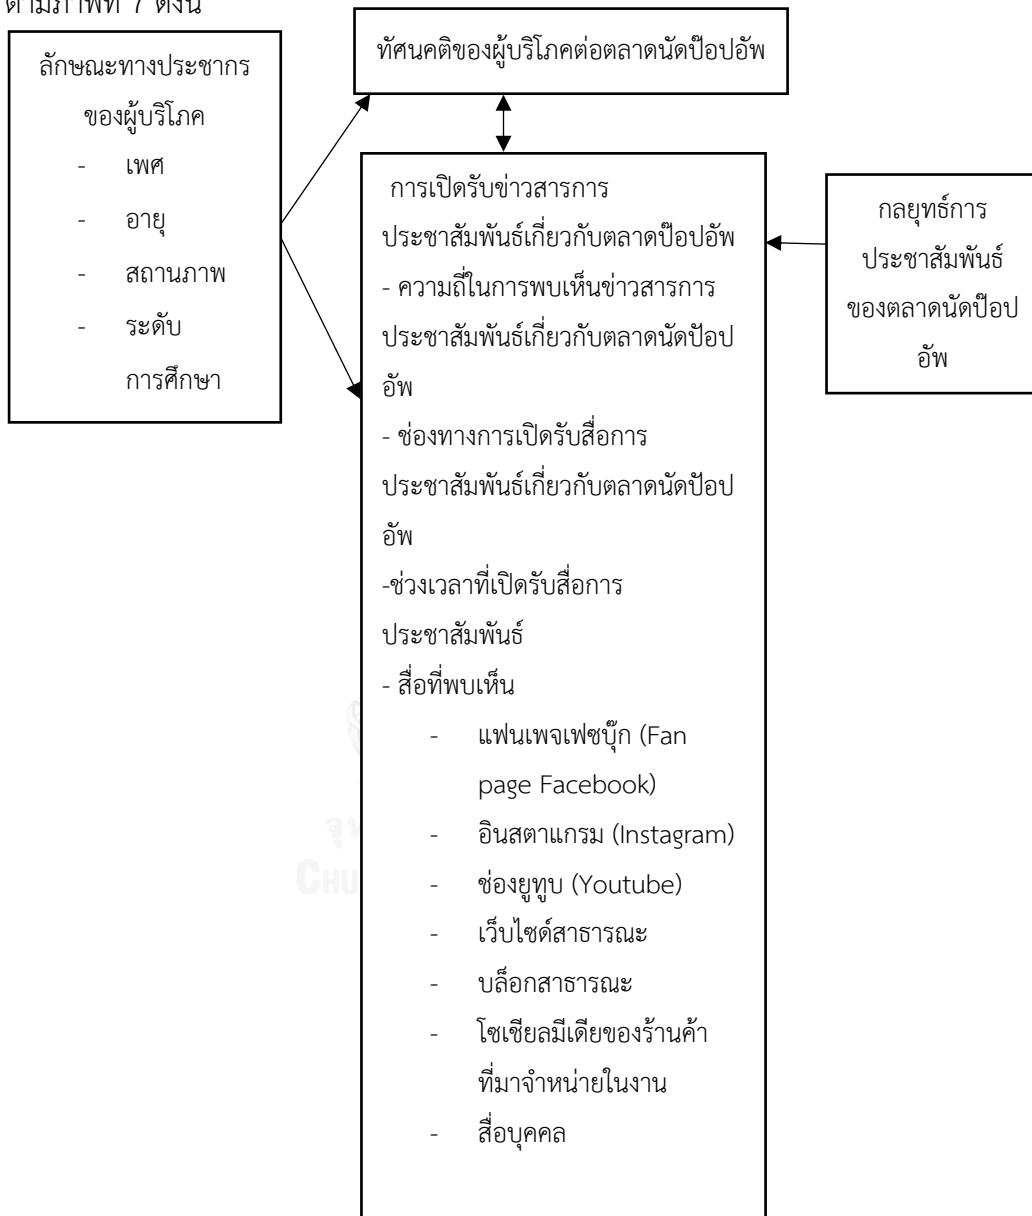 ตามภาพที่ 7 ดังนี้
ลักษณะทางประชากร
ของผู้บริโภค
- เพศ
- อายุ
- สถานภาพ
- ระดับ
การศึกษา
ทัศนคติของผู้บริโภคต่อตลาดนัดป๊อปอัพ
การเปิดรับข่าวสารการ
ประชาสัมพันธ์เกี่ยวกับตลาดป๊อปอัพ
- ความถี่ในการพบเห็นข่าวสารการ
ประชาสัมพันธ์เกี่ยวกับตลาดนัดป๊อป
อัพ
- ช่องทางการเปิดรับสื่อการ
ประชาสัมพันธ์เกี่ยวกับตลาดนัดป๊อป
อัพ
-ช่วงเวลาที่เปิดรับสื่อการ
ประชาสัมพันธ์
- สื่อที่พบเห็น
- แฟนเพจเฟซบุ๊ก (Fan
page Facebook)
- อินสตาแกรม (Instagram)
- ช่องยูทูบ (Youtube)
- เว็บไซด์สาธารณะ
- บล็อกสาธารณะ
- โซเชียลมีเดียของร้านค้า
ที่มาจำหน่ายในงาน
- สื่อบุคคล
กลยุทธ์การ
ประชาสัมพันธ์
ของตลาดนัดป๊อป
อัพ